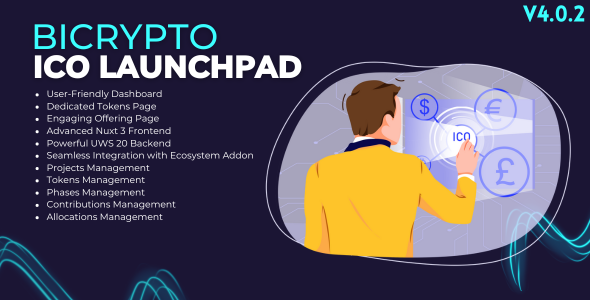 V4.0.2
BICRYPTO
ICO LAUNCHPAD
User-Friendly Dashboard
Dedicated Tokens Page
Engaging Offering Page
Advanced Nuxt 3 Frontend
Powerful UWS 20 Backend
Seamless Integration with Ecosystem Addon
Projects Management
Tokens Management
Phases Management
Contributions Management
Allocations Management
$
€
ICO
£